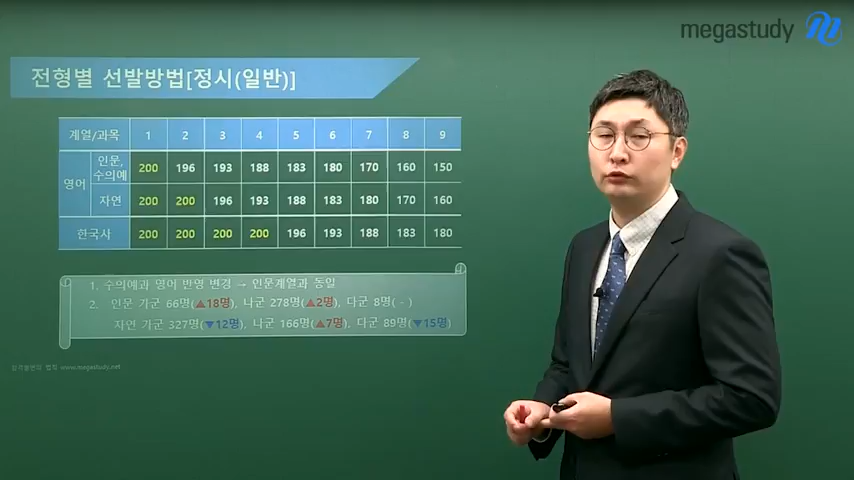 megastudy
전형별 선발방법[정시(일반)]
계열/과목 1 2 3 4 5 6 7 8 9
영어 인문, 수의예 200 196 193 188 183 180 170 160 150
자연 200 200 196 193 188 183 180 170 160
한국사 200 200 200 200 196 193 188 183 180
1. 수의예과 영어 반영 변경 → 인문계열과 동일
2. 인문 가군 66명(▲18명), 나군 278명(▲2명), 다군 8명( - )
자연 가군 327명(▼12명), 나군 166명(▲7명), 다군 89명(▼15명)
www.megastudy.net